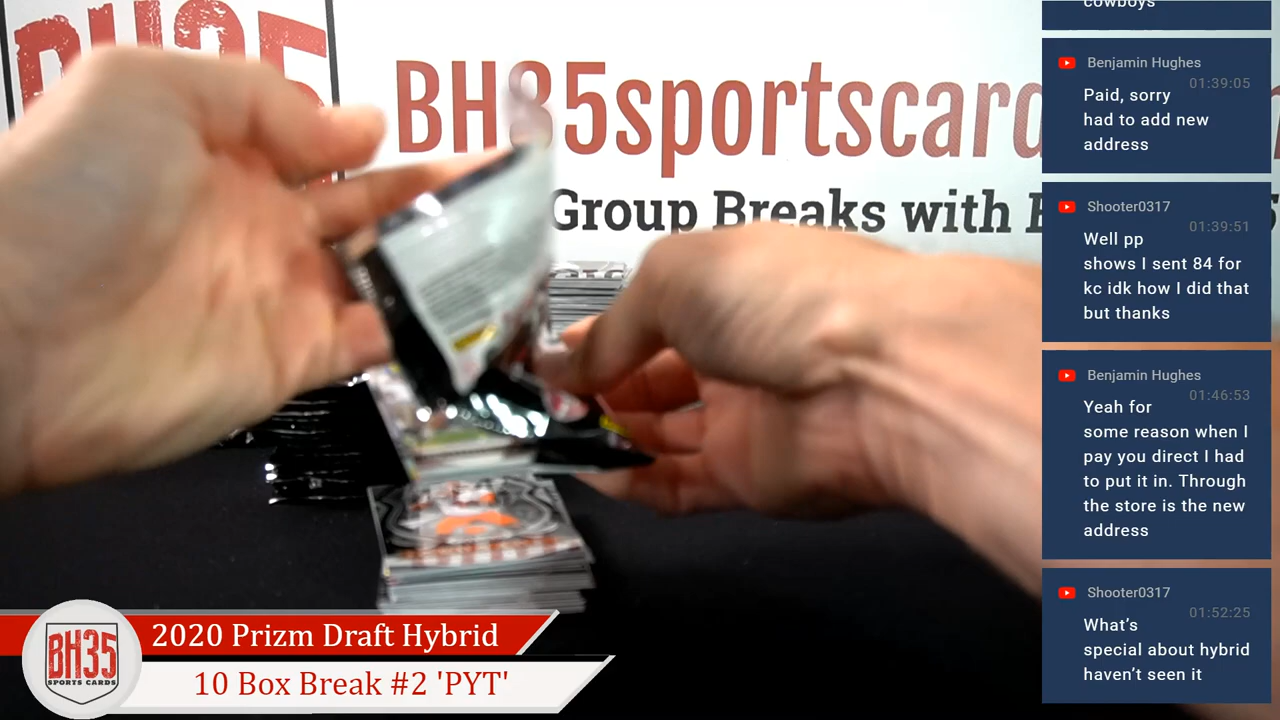 BH35
BH35sportscard
Group Breaks with
cowboys
Benjamin Hughes
01:39:05
Paid, sorry
had to add new
address
Shooter0317
01:39:51
Well pp
shows I sent 84 for
kc idk how I did that
but thanks
Benjamin Hughes
01:46:53
Yeah for
some reason when I
pay you direct I had
to put it in. Through
the store is the new
address
Shooter0317
01:52:25
What's
special about hybrid
haven't seen it
2020 Prizm Draft Hybrid
10 Box Break #2 'PYT'
BH35
SPORTS CARDS